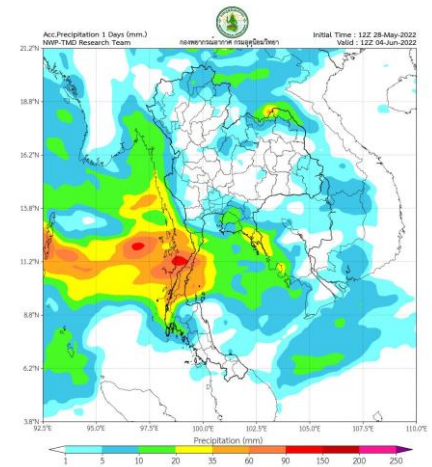 Acc.Precipitation 1 Days (mm.)
NWP-TMD Research Team
กองพยากรณ์อากาศ กรมอุตุนิยมวิทยา
Initial Time : 12Z 28-May-2022
Valid : 12Z 04-Jun-2022
21.2°N
18.8°N
16.2°N
13.8°N
11.2°N
8.8°N
6.2°N
3.8°N
92.5°E 95.0°E 97.5°E 100.0°E 102.5°E 105.0°E 107.5°E 110.0°E
Precipitation (mm)
1 5 10 20 35 60 90 150 200 250